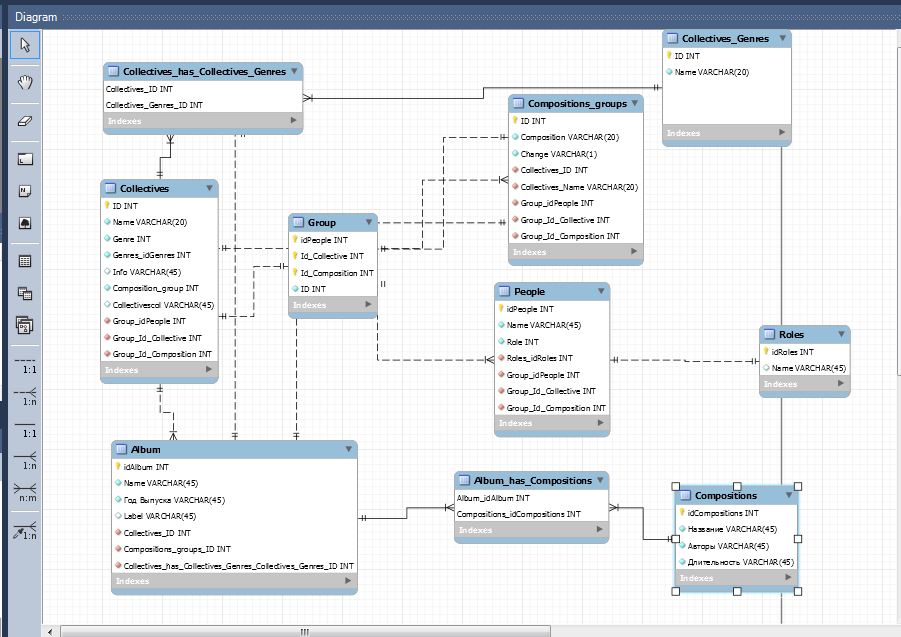 Diagram
Collectives_Genres
ID INT
Name VARCHAR(20)
Indexes
Collectives_has_Collectives_Genres
Collectives_ID INT
Collectives_Genres_ID INT
Indexes
Compositions_groups
ID INT
Composition VARCHAR(20)
Change VARCHAR(1)
Collectives_ID INT
Collectives_Name VARCHAR(20)
Group_idPeople INT
Group_Id_Collective INT
Group_Id_Composition INT
Indexes
Collectives
ID INT
Name VARCHAR(20)
Genre INT
Genres_idGenres INT
Info VARCHAR(45)
Composition_group INT
Collectivescol VARCHAR(45)
Group_idPeople INT
Group_Id_Collective INT
Group_Id_Composition INT
Indexes
Group
idPeople INT
Id_Collective INT
Id_Composition INT
ID INT
Indexes
People
idPeople INT
Name VARCHAR(45)
Role INT
Roles_idRoles INT
Group_idPeople INT
Group_Id_Collective INT
Group_Id_Composition INT
Indexes
Roles
idRoles INT
Name VARCHAR(45)
Indexes
1:1
1:n
1:1
1:n
n:m
1:n
Album
idAlbum INT
Name VARCHAR(45)
Год Выпуска VARCHAR(45)
Label VARCHAR(45)
Collectives_ID INT
Compositions_groups_ID INT
Collectives_has_Collectives_Genres_Collectives_Genres_ID INT
Indexes
Album_has_Compositions
Album_idAlbum INT
Compositions_idCompositions INT
Indexes
Compositions
idCompositions INT
Название VARCHAR(45)
Авторы VARCHAR(45)
Длительность VARCHAR(45)
Indexes